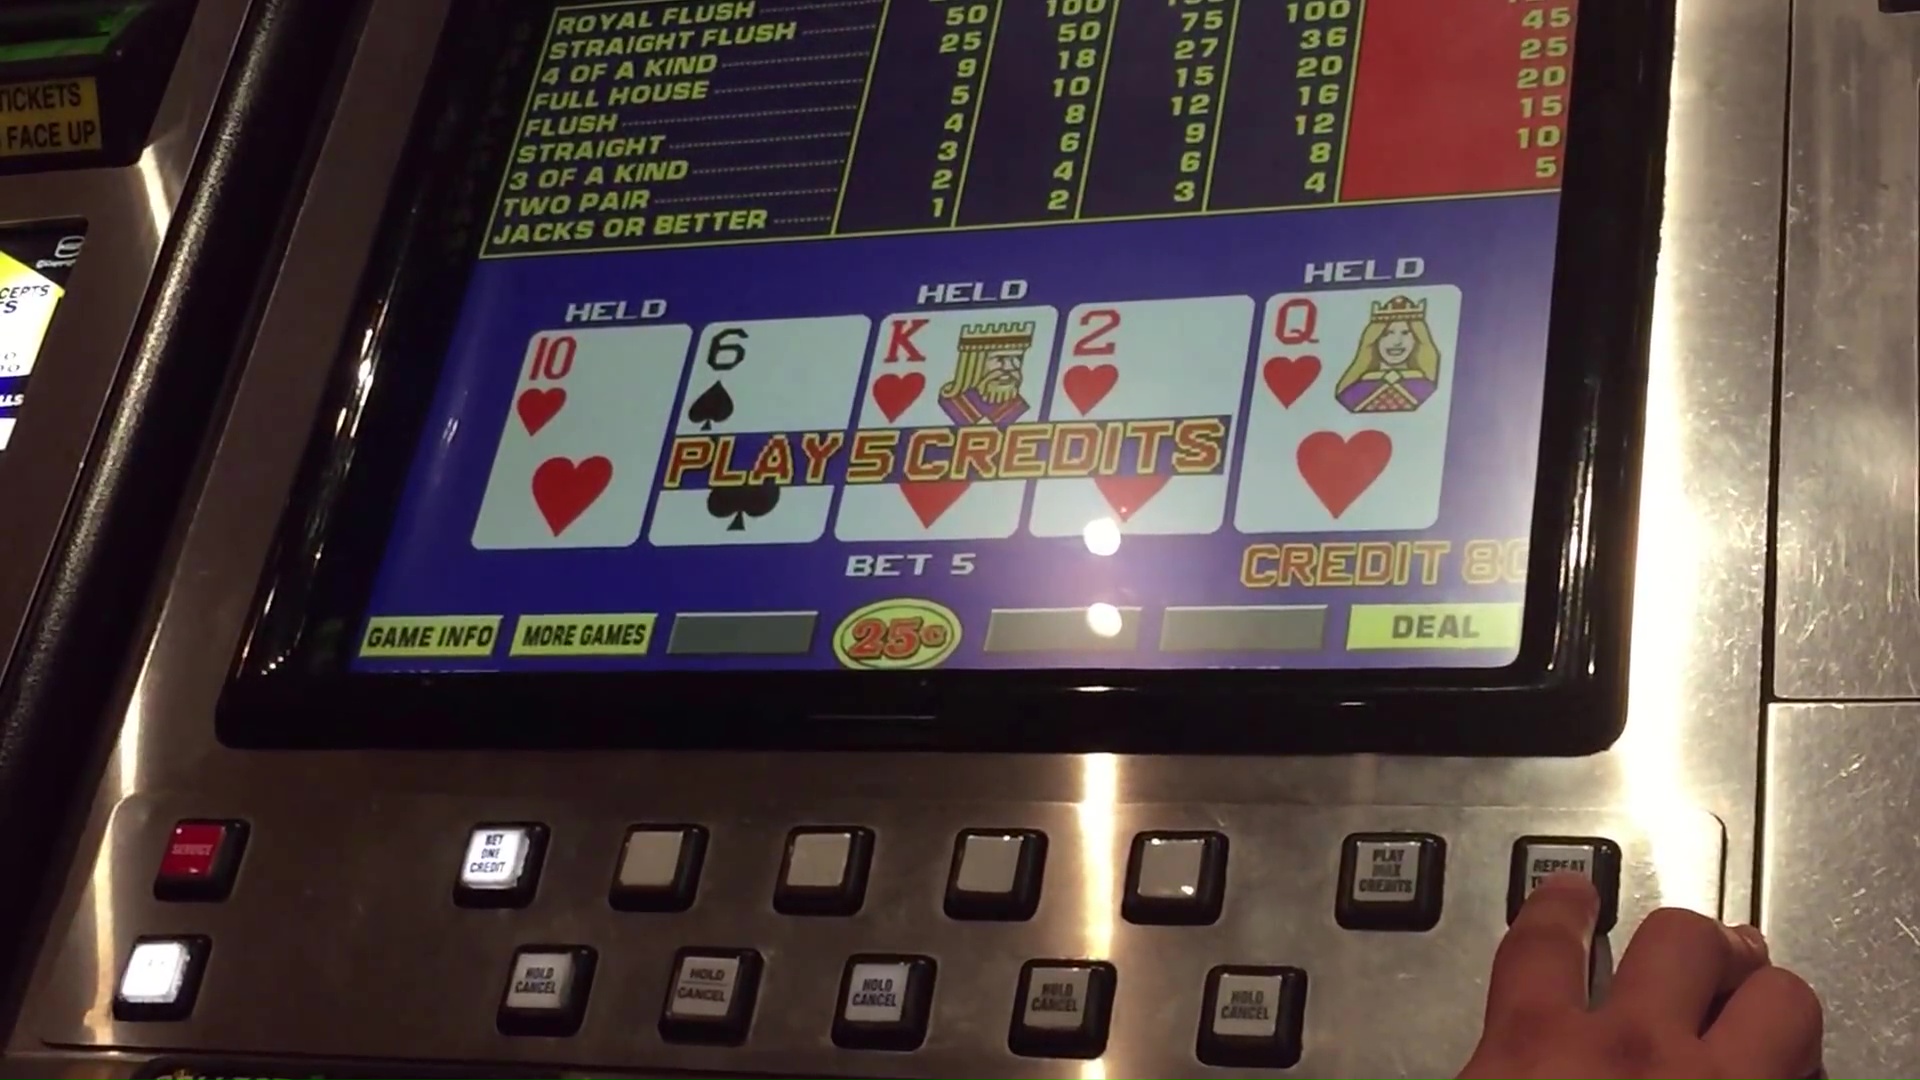 TICKETS
FACE UP
ROYAL FLUSH
STRAIGHT FLUSH 50 100 75 100
4 OF A KIND 25 50 27 36 45
FULL HOUSE 9 18 15 20 25
FLUSH 5 10 12 16 20
STRAIGHT 4 8 9 12 15
3 OF A KIND 3 6 6 8 10
TWO PAIR 2 4 3 4 5
JACKS OR BETTER 1 2
HELD HELD HELD
10 6 K 2 Q
PLAY 5 CREDITS
BET 5
CREDIT 80
GAME INFO MORE GAMES 25¢ DEAL
SERVICE
BET
ONE
CREDIT
PLAY
MAX
CREDITS
REPEAT
HOLD
CANCEL
HOLD
CANCEL
HOLD
CANCEL
HOLD
CANCEL
HOLD
CANCEL